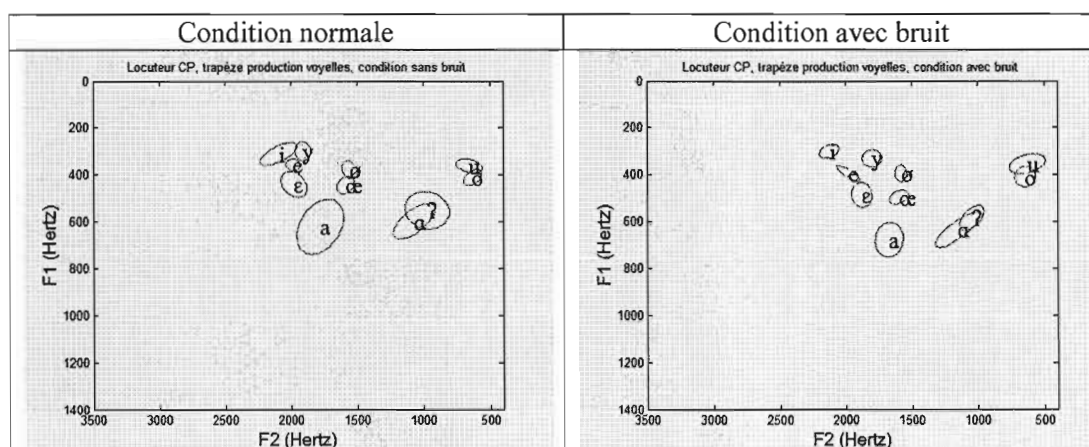 Condition normale
Condition avec bruit
Locuteur CP, trapèze production voyelles, condition sans bruit
0
200
400
600
800
1000
1200
1400
F1 (Hertz)
i
y
e
ε
ø
œ
u
o
a
ɑ
?
3500 3000 2500 2000 1500 1000 500
F2 (Hertz)
Locuteur CP, trapèze production voyelles, condition avec bruit
0
200
400
600
800
1000
1200
1400
F1 (Hertz)
i
y
e
ε
ø
œ
u
o
a
ɑ
?
3500 3000 2500 2000 1500 1000 500
F2 (Hertz)